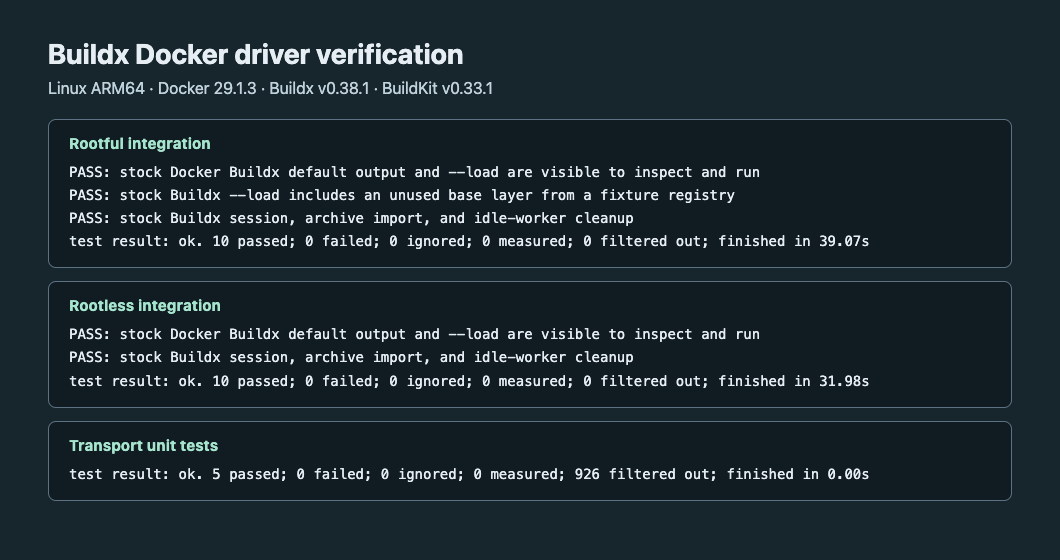 Buildx Docker driver verification
Linux ARM64 · Docker 29.1.3 · Buildx v0.38.1 · BuildKit v0.33.1
Rootful integration
PASS: stock Docker Buildx default output and --load are visible to inspect and run
PASS: stock Buildx --load includes an unused base layer from a fixture registry
PASS: stock Buildx session, archive import, and idle-worker cleanup
test result: ok. 10 passed; 0 failed; 0 ignored; 0 measured; 0 filtered out; finished in 39.07s
Rootless integration
PASS: stock Docker Buildx default output and --load are visible to inspect and run
PASS: stock Buildx session, archive import, and idle-worker cleanup
test result: ok. 10 passed; 0 failed; 0 ignored; 0 measured; 0 filtered out; finished in 31.98s
Transport unit tests
test result: ok. 5 passed; 0 failed; 0 ignored; 0 measured; 926 filtered out; finished in 0.00s